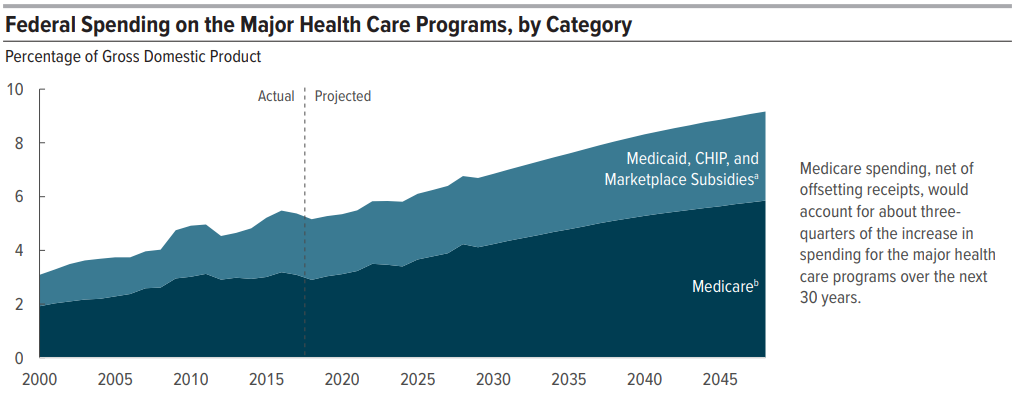 Federal Spending on the Major Health Care Programs, by Category
Percentage of Gross Domestic Product
10
8
6
4
2
0
Actual
Projected
Medicaid, CHIP, and
Marketplace Subsidiesᵃ
Medicareᵇ
2000
2005
2010
2015
2020
2025
2030
2035
2040
2045
Medicare spending, net of
offsetting receipts, would
account for about three-
quarters of the increase in
spending for the major health
care programs over the next
30 years.